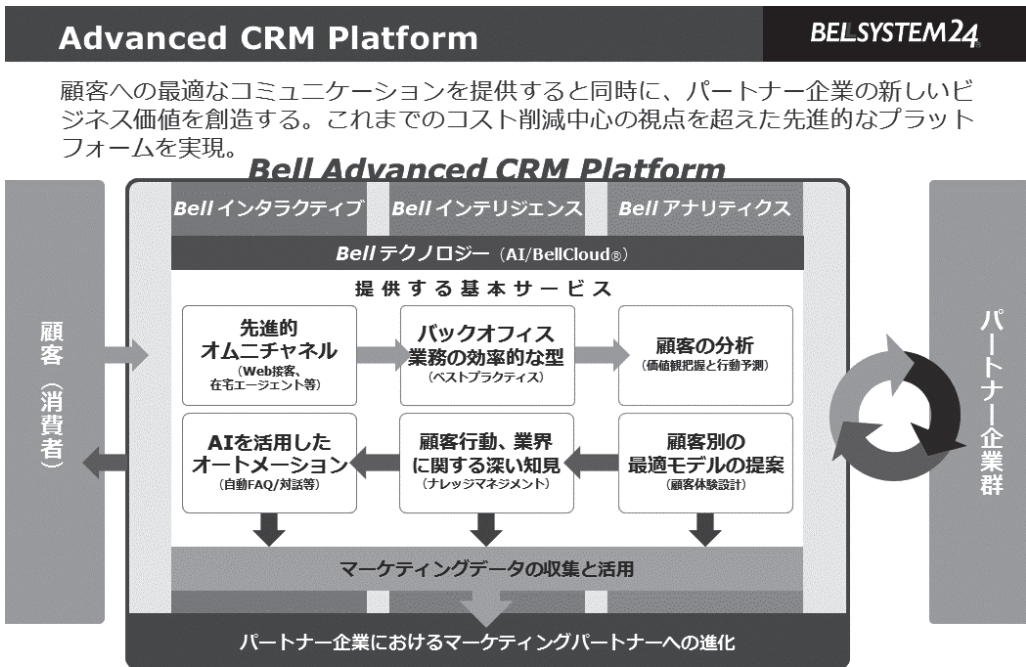 Advanced CRM Platform
BELLSYSTEM24
顧客への最適なコミュニケーションを提供すると同時に、パートナー企業の新しいビ
ジネス価値を創造する。これまでのコスト削減中心の視点を超えた先進的なプラット
フォームを実現。
Bell Advanced CRM Platform
Bell インタラクティブ
Bell インテリジェンス
Bell アナリティクス
Bell テクノロジー（AI/BellCloud®）
提供する基本サービス
顧客（消費者）
先進的
オムニチャネル
（Web接客、
在宅エージェント等）
バックオフィス
業務の効率的な型
（ベストプラクティス）
顧客の分析
（価値観把握と行動予測）
AIを活用した
オートメーション
（自動FAQ/対話等）
顧客行動、業界
に関する深い知見
（ナレッジマネジメント）
顧客別の
最適モデルの提案
（顧客体験設計）
パートナー企業群
マーケティングデータの収集と活用
パートナー企業におけるマーケティングパートナーへの進化